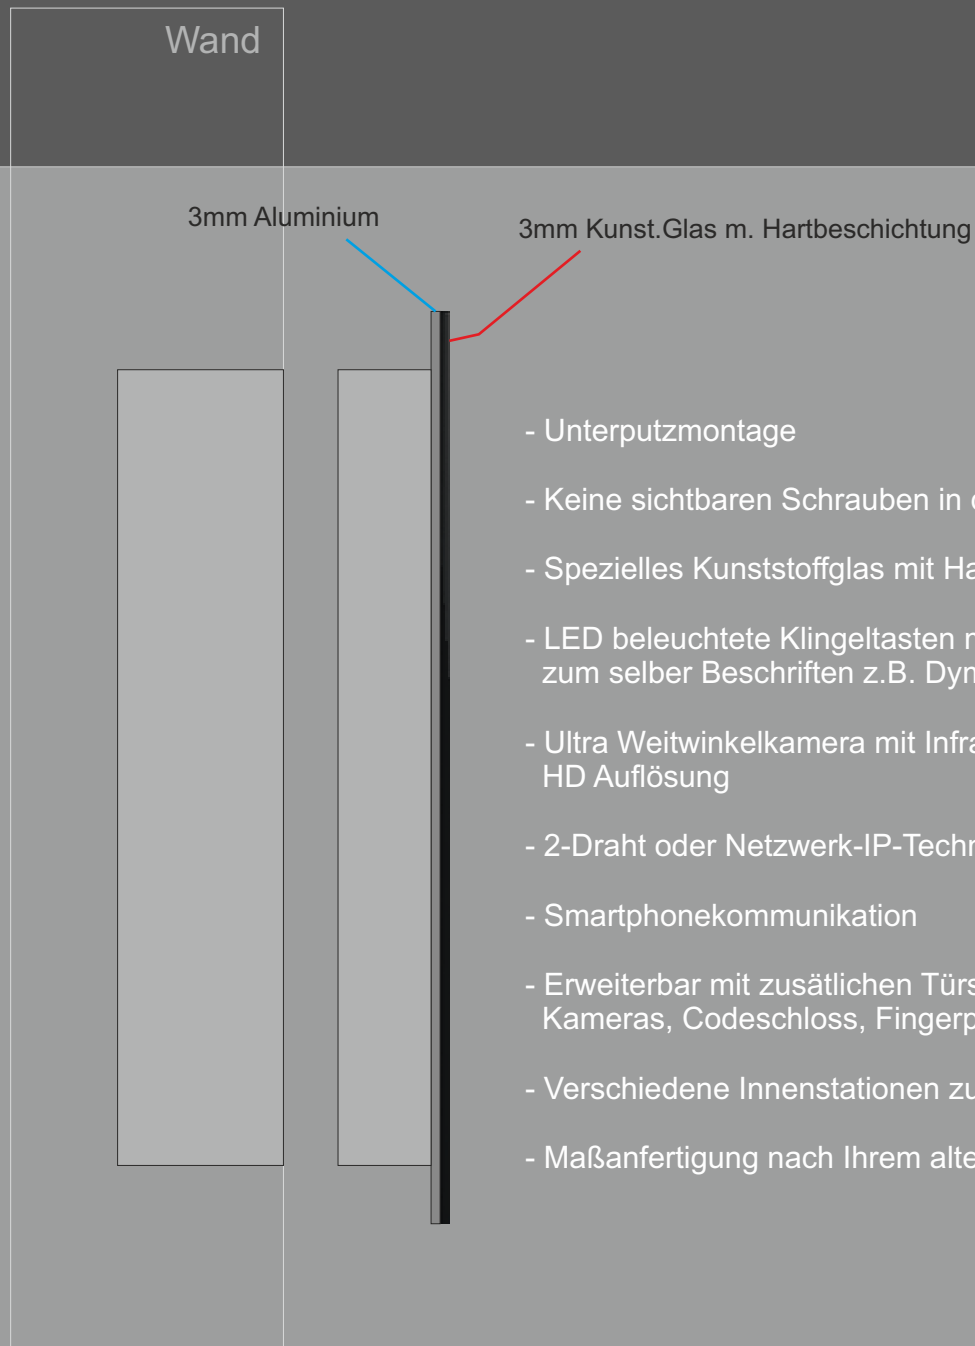 Wand
3mm Aluminium
3mm Kunst.Glas m. Hartbeschichtung
- Unterputzmontage
- Keine sichtbaren Schrauben in
- Spezielles Kunststoffglas mit
- LED beleuchtete Klingeltasten
zum selber Beschriften z.B.
- Ultra Weitwinkelkamera mit
HD Auflösung
- 2-Draht oder
- Smartphonekommunikation
- Erweiterbar mit zusätlichen
Kameras, Codeschloss,
- Verschiedene Innenstationen
- Maßanfertigung nach Ihrem